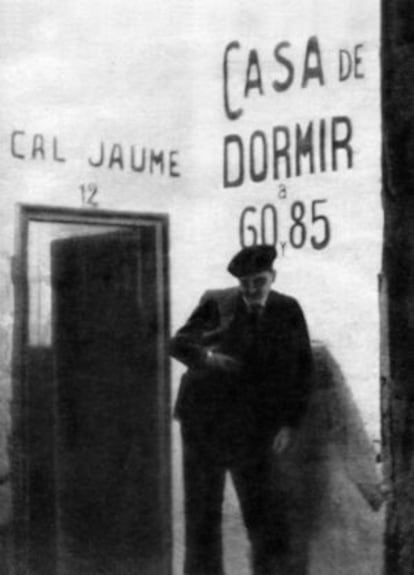 CASA DE
DORMIR
a
60 y 85
CAL JAUME
12